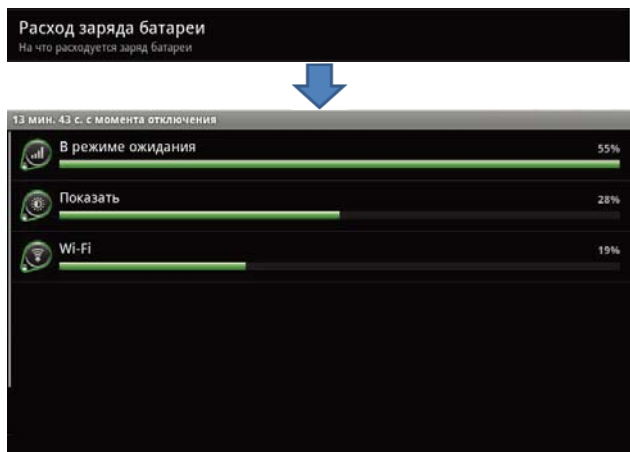 Расход заряда батареи
На что расходуется заряд батареи
13 мин. 43 с. с момента отключения
В режиме ожидания 55%
Показать 28%
Wi-Fi 19%